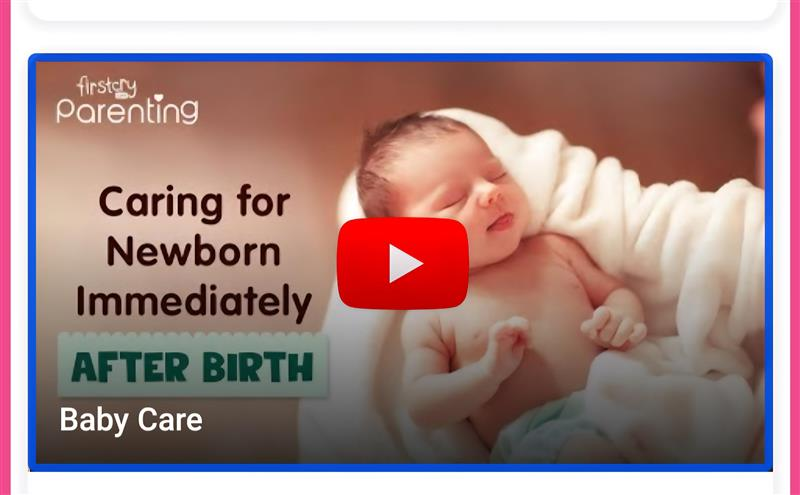 firstcry
Parenting
Caring for
Newborn
Immediately
AFTER BIRTH
Baby Care